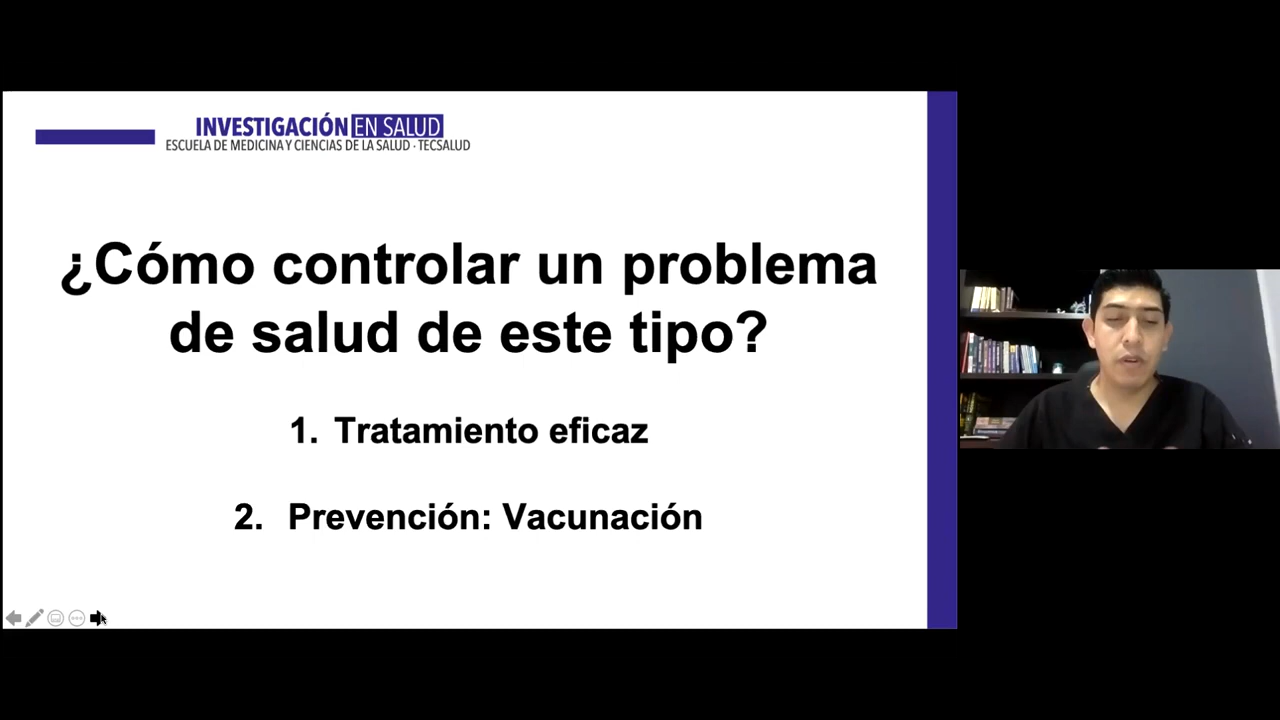 INVESTIGACIÓN EN SALUD
ESCUELA DE MEDICINA Y CIENCIAS DE LA SALUD · TECSALUD
¿Cómo controlar un problema
de salud de este tipo?
1. Tratamiento eficaz
2. Prevención: Vacunación